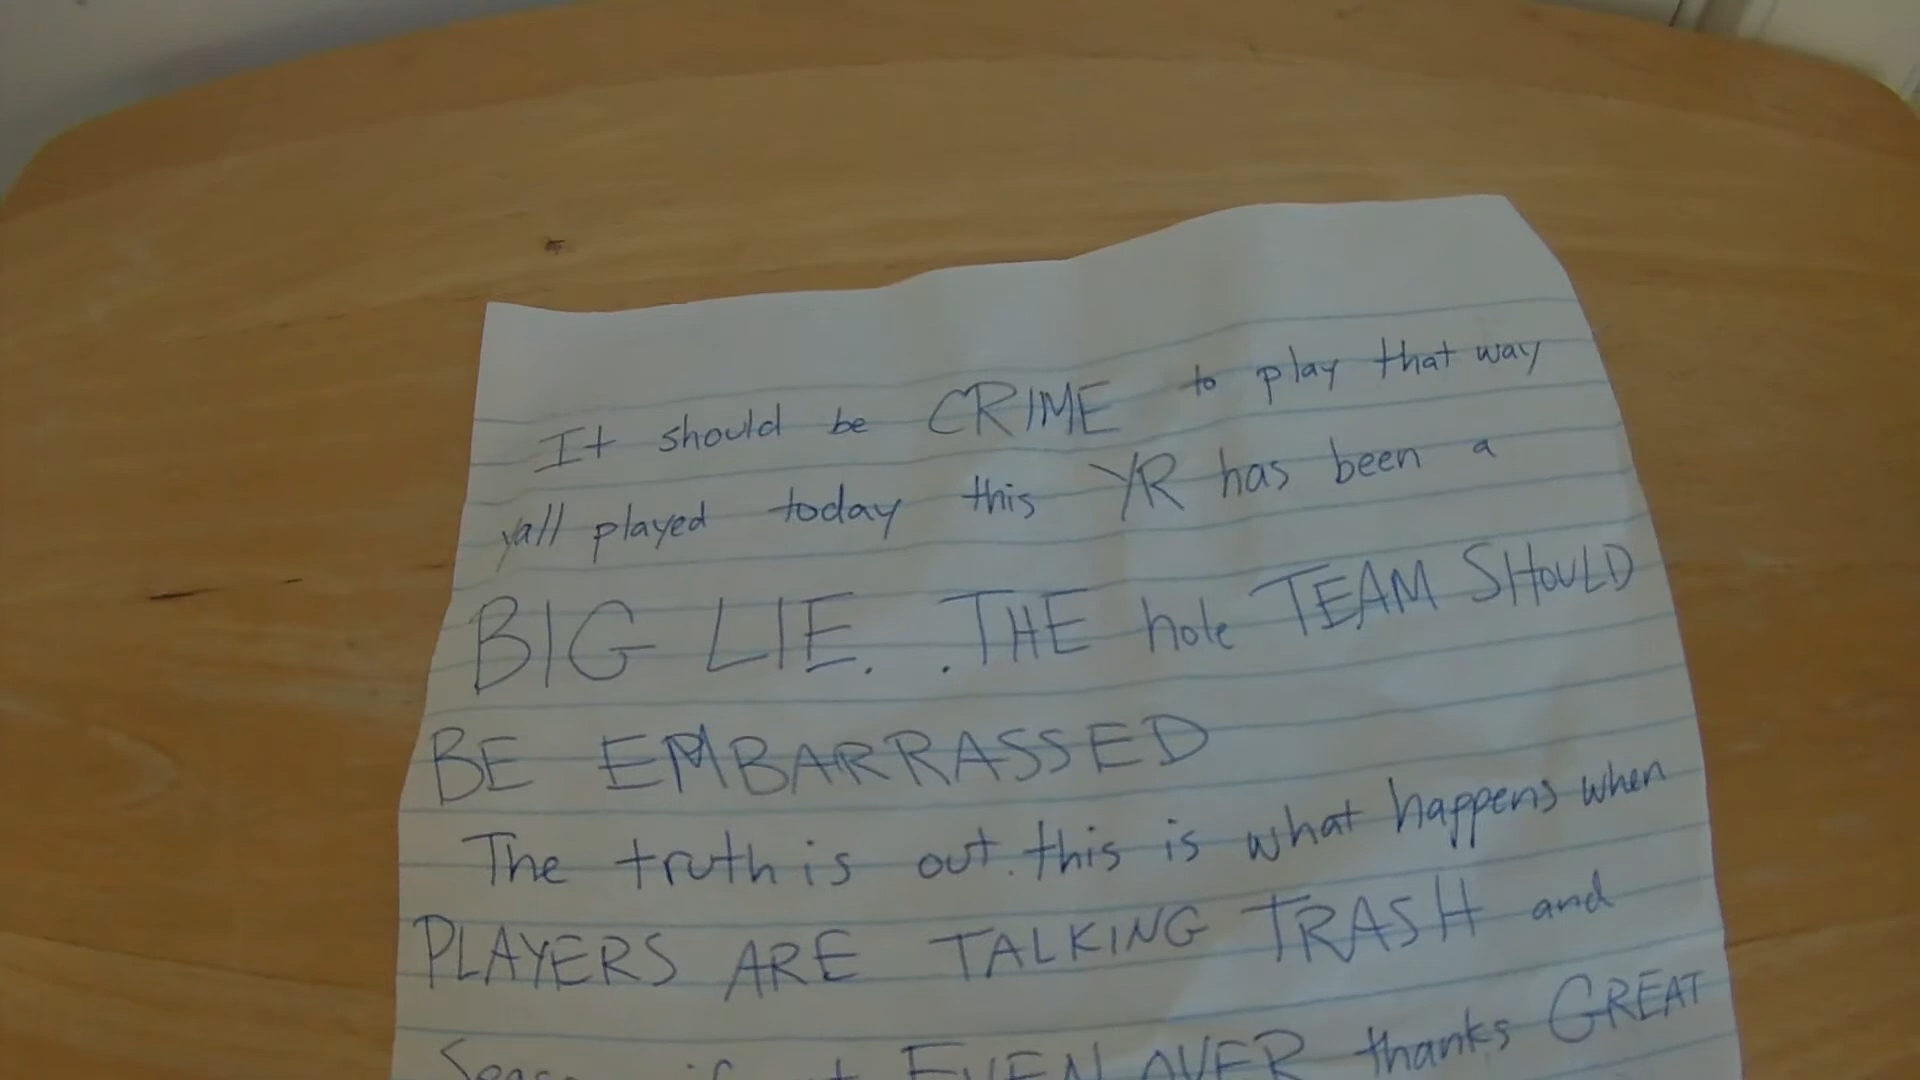 It should be CRIME to play that way
yall played today this YR has been a
BIG LIE. . THE hole TEAM SHOULD
BE EMBARRASSED
The truth is out. this is what happens when
PLAYERS ARE TALKING TRASH and
EVEN OVER thanks GREAT